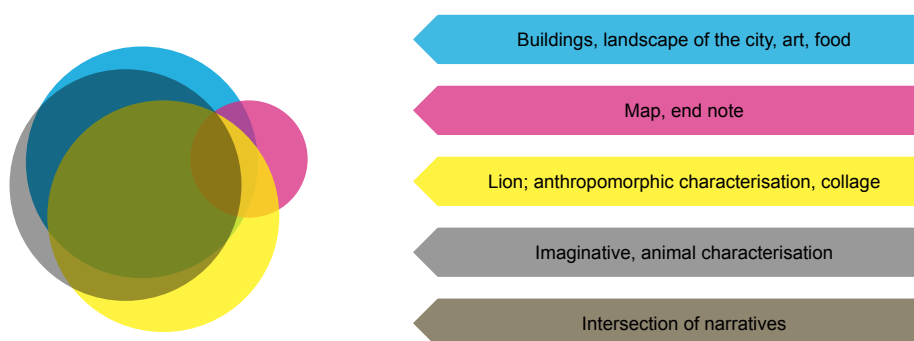 Buildings, landscape of the city, art, food
Map, end note
Lion; anthropomorphic characterisation, collage
Imaginative, animal characterisation
Intersection of narratives